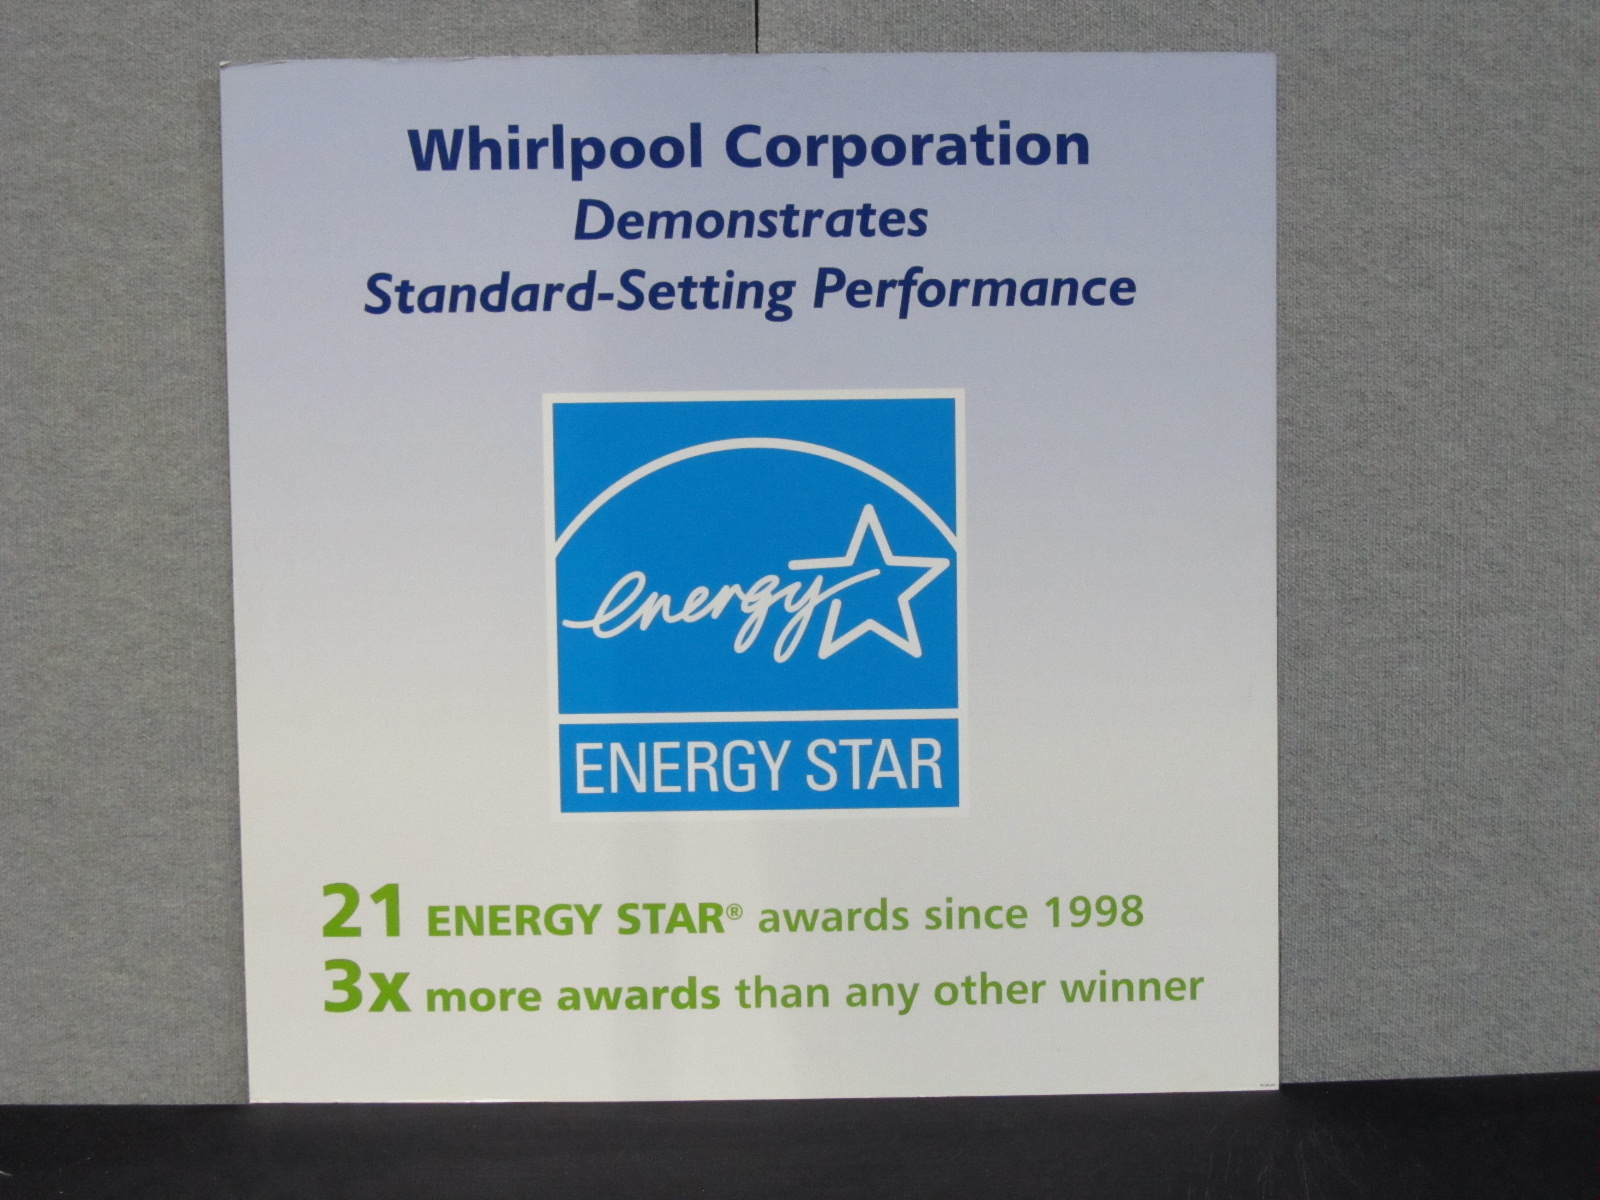 Whirlpool Corporation
Demonstrates
Standard-Setting Performance
energy
ENERGY STAR
21 ENERGY STAR® awards since 1998
3x more awards than any other winner